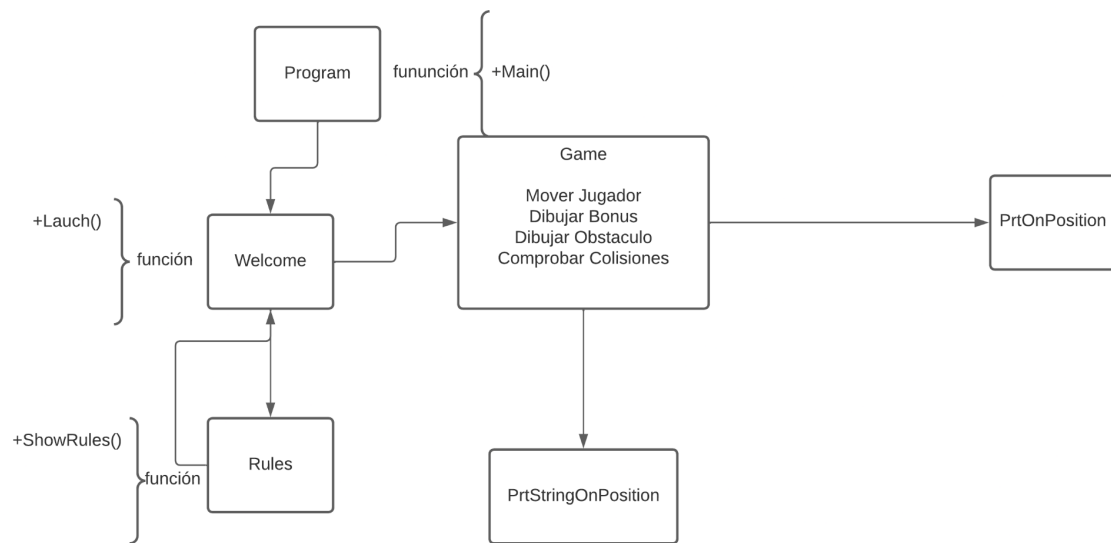 Program
fununción
+Main()
Game
Mover Jugador
Dibujar Bonus
Dibujar Obstaculo
Comprobar Colisiones
PrtOnPosition
+Lauch()
función
Welcome
+ShowRules()
función
Rules
PrtStringOnPosition